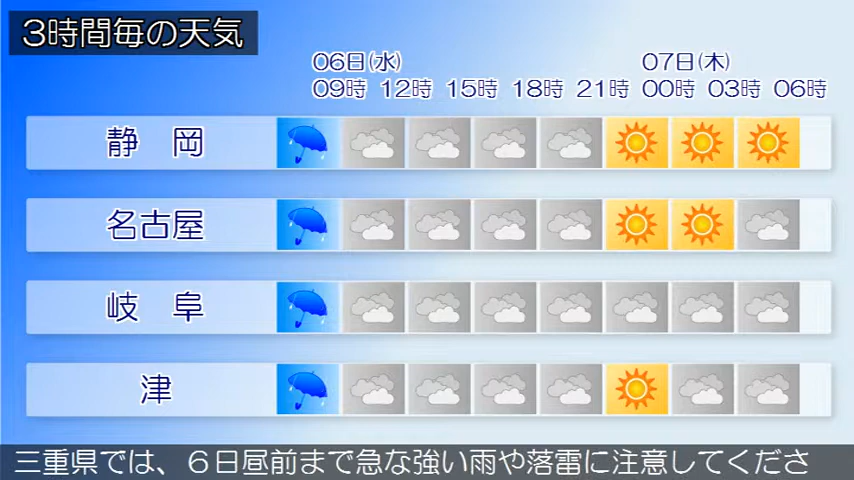 3時間毎の天気
06日(水) 07日(木)
09時 12時 15時 18時 21時 00時 03時 06時
静 岡
名古屋
岐 阜
津
三重県では、６日昼前まで急な強い雨や落雷に注意してくださ